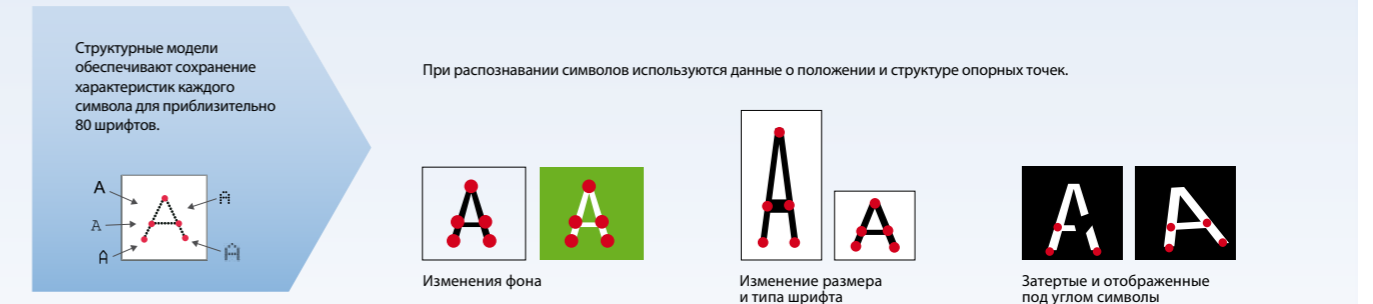 Структурные модели
обеспечивают сохранение
характеристик каждого
символа для приблизительно
80 шрифтов.
A
A
A
A
A
A
При распознавании символов используются данные о положении и структуре опорных точек.
A
A
A
A
A
A
Изменения фона
Изменение размера
и типа шрифта
Затертые и отображенные
под углом символы